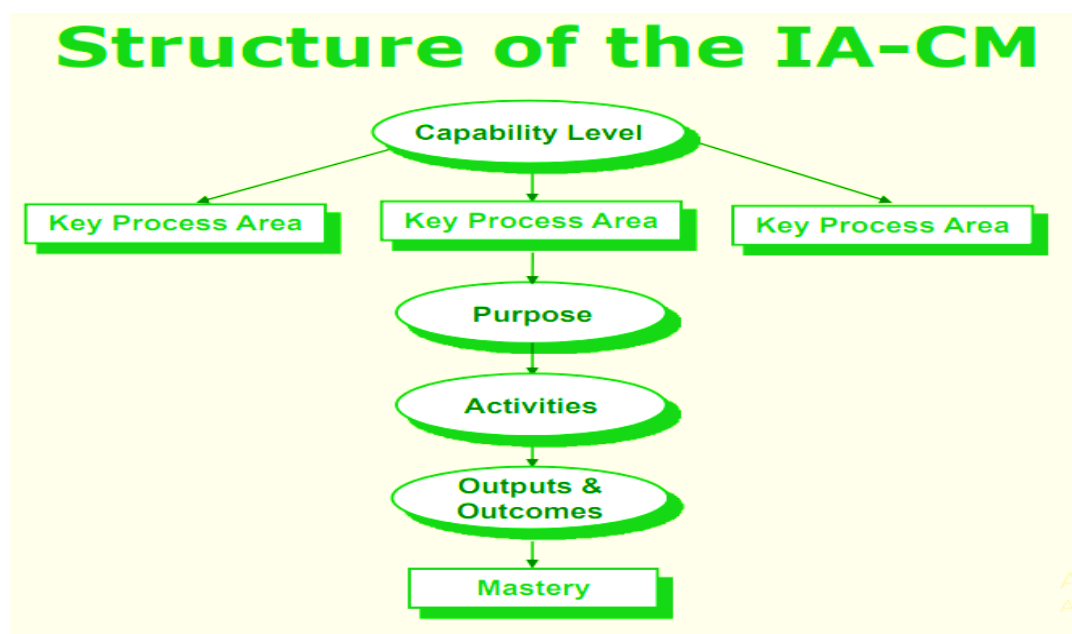 Structure of the IA–CM
Capability Level
Key Process Area
Key Process Area
Key Process Area
Purpose
Activities
Outputs &
Outcomes
Mastery